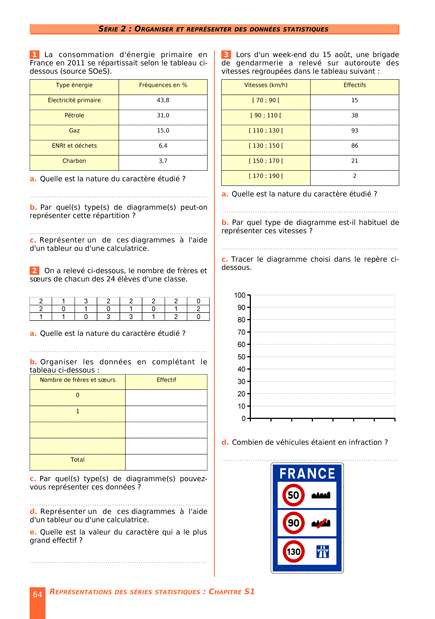 SÉRIE 2 : ORGANISER ET REPRÉSENTER DES DONNÉES STATISTIQUES
1 La consommation d'énergie primaire en
France en 2011 se répartissait selon le tableau ci-
dessous (source SOeS).
Type énergie Fréquences en %
Électricité primaire 43,8
Pétrole 31,0
Gaz 15,0
ENRt et déchets 6,4
Charbon 3,7
a. Quelle est la nature du caractère étudié ?
b. Par quel(s) type(s) de diagramme(s) peut-on
représenter cette répartition ?
c. Représenter un de ces diagrammes à l'aide
d'un tableur ou d'une calculatrice.
2 On a relevé ci-dessous, le nombre de frères et
sœurs de chacun des 24 élèves d'une classe.
2 1 3 2 2 2 2 0
2 0 1 0 1 0 1 2
1 1 0 3 3 1 2 0
a. Quelle est la nature du caractère étudié ?
b. Organiser les données en complétant le
tableau ci-dessous :
Nombre de frères et sœurs Effectif
0
1
Total
c. Par quel(s) type(s) de diagramme(s) pouvez-
vous représenter ces données ?
d. Représenter un de ces diagrammes à l'aide
d'un tableur ou d'une calculatrice.
e. Quelle est la valeur du caractère qui a le plus
grand effectif ?
3 Lors d'un week-end du 15 août, une brigade
de gendarmerie a relevé sur autoroute des
vitesses regroupées dans le tableau suivant :
Vitesses (km/h) Effectifs
[ 70 ; 90 [ 15
[ 90 ; 110 [ 38
[ 110 ; 130 [ 93
[ 130 ; 150 [ 86
[ 150 ; 170 [ 21
[ 170 ; 190 [ 2
a. Quelle est la nature du caractère étudié ?
b. Par quel type de diagramme est-il habituel de
représenter ces vitesses ?
c. Tracer le diagramme choisi dans le repère ci-
dessous.
100
90
80
70
60
50
40
30
20
10
0
d. Combien de véhicules étaient en infraction ?
FRANCE
50
90
130
64 REPRÉSENTATIONS DES SÉRIES STATISTIQUES : CHAPITRE S1